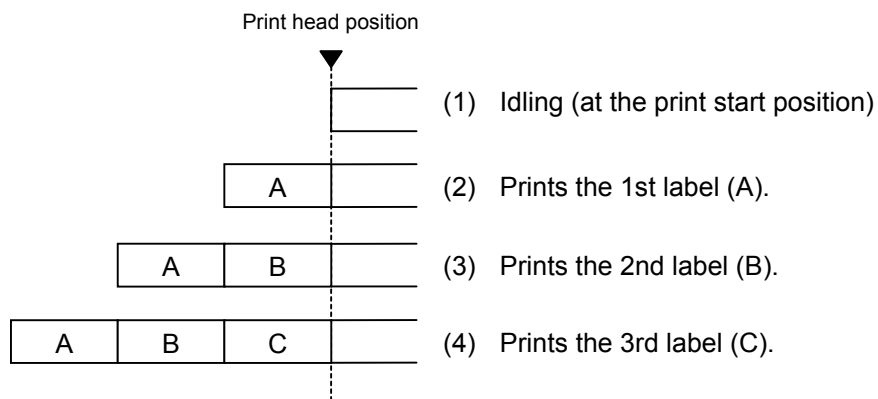 Print head position
(1) Idling (at the print start position)
A
(2) Prints the 1st label (A).
A B
(3) Prints the 2nd label (B).
A B C
(4) Prints the 3rd label (C).